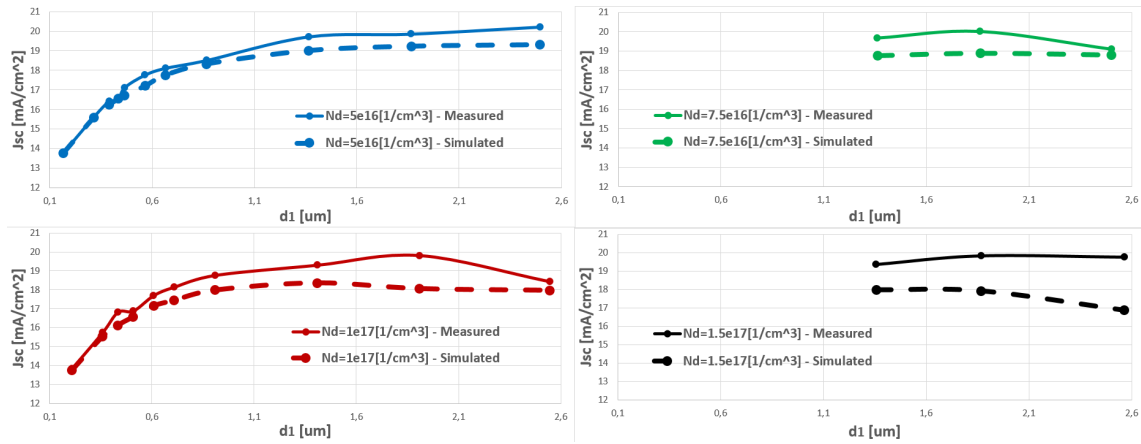 Jsc [mA/cm^2]
21
20
19
18
17
16
15
14
13
12
Nd=5e16[1/cm^3] - Measured
Nd=5e16[1/cm^3] - Simulated
0,1 0,6 1,1 1,6 2,1 2,6
d1 [um]
Jsc [mA/cm^2]
21
20
19
18
17
16
15
14
13
12
Nd=7.5e16[1/cm^3] - Measured
Nd=7.5e16[1/cm^3] - Simulated
0,1 0,6 1,1 1,6 2,1 2,6
d1 [um]
Jsc [mA/cm^2]
21
20
19
18
17
16
15
14
13
12
Nd=1e17[1/cm^3] - Measured
Nd=1e17[1/cm^3] - Simulated
0,1 0,6 1,1 1,6 2,1 2,6
d1 [um]
Jsc [mA/cm^2]
21
20
19
18
17
16
15
14
13
12
Nd=1.5e17[1/cm^3] - Measured
Nd=1.5e17[1/cm^3] - Simulated
0,1 0,6 1,1 1,6 2,1 2,6
d1 [um]